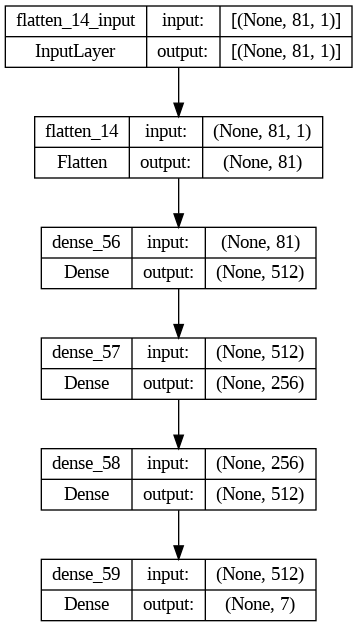 flatten_14_input input: [(None, 81, 1)]
InputLayer output: [(None, 81, 1)]
flatten_14 input: (None, 81, 1)
Flatten output: (None, 81)
dense_56 input: (None, 81)
Dense output: (None, 512)
dense_57 input: (None, 512)
Dense output: (None, 256)
dense_58 input: (None, 256)
Dense output: (None, 512)
dense_59 input: (None, 512)
Dense output: (None, 7)